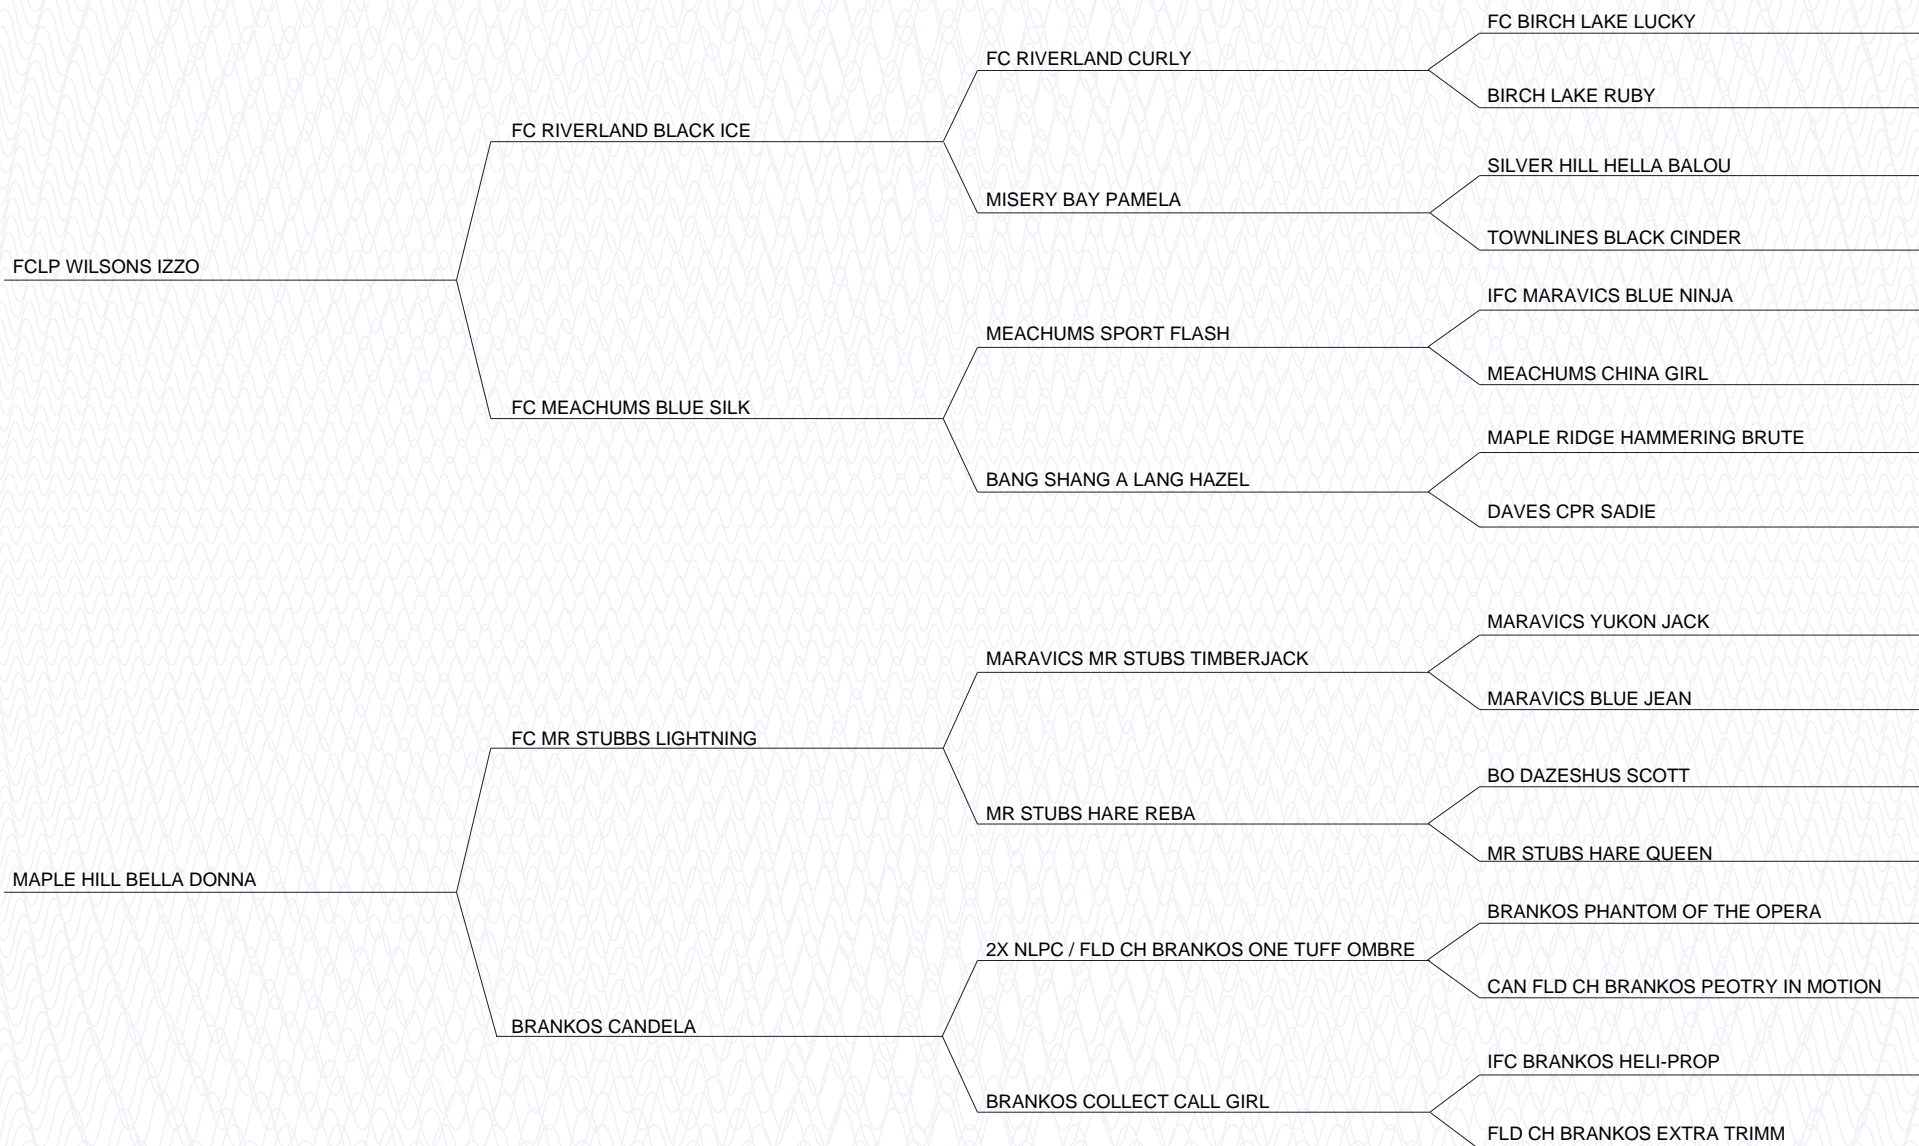 FC BIRCH LAKE LUCKY
FC RIVERLAND CURLY
BIRCH LAKE RUBY
FC RIVERLAND BLACK ICE
SILVER HILL HELLA BALOU
MISERY BAY PAMELA
TOWNLINES BLACK CINDER
FCLP WILSONS IZZO
IFC MARAVICS BLUE NINJA
MEACHUMS SPORT FLASH
MEACHUMS CHINA GIRL
FC MEACHUMS BLUE SILK
MAPLE RIDGE HAMMERING BRUTE
BANG SHANG A LANG HAZEL
DAVES CPR SADIE
MARAVICS YUKON JACK
MARAVICS MR STUBS TIMBERJACK
MARAVICS BLUE JEAN
FC MR STUBBS LIGHTNING
BO DAZESHUS SCOTT
MR STUBS HARE REBA
MR STUBS HARE QUEEN
MAPLE HILL BELLA DONNA
BRANKOS PHANTOM OF THE OPERA
2X NLPC / FLD CH BRANKOS ONE TUFF OMBRE
CAN FLD CH BRANKOS PEOTRY IN MOTION
BRANKOS CANDELA
IFC BRANKOS HELI-PROP
BRANKOS COLLECT CALL GIRL
FLD CH BRANKOS EXTRA TRIMM